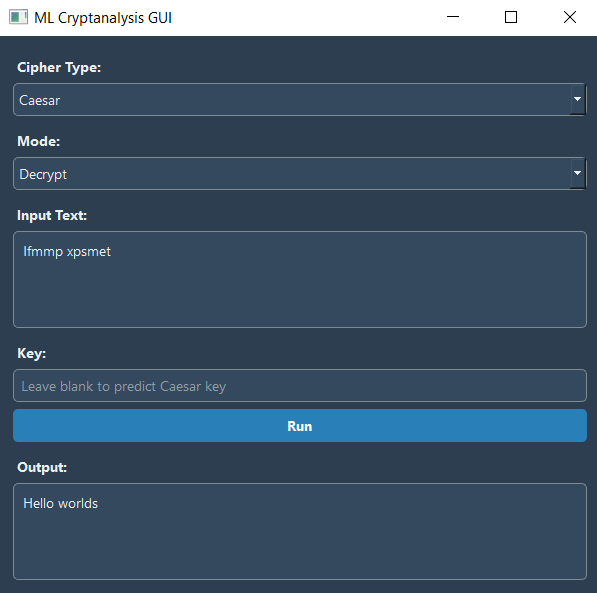 ML Cryptanalysis GUI
Cipher Type:
Caesar
Mode:
Decrypt
Input Text:
Ifmmp xpsmet
Key:
Leave blank to predict Caesar key
Run
Output:
Hello worlds